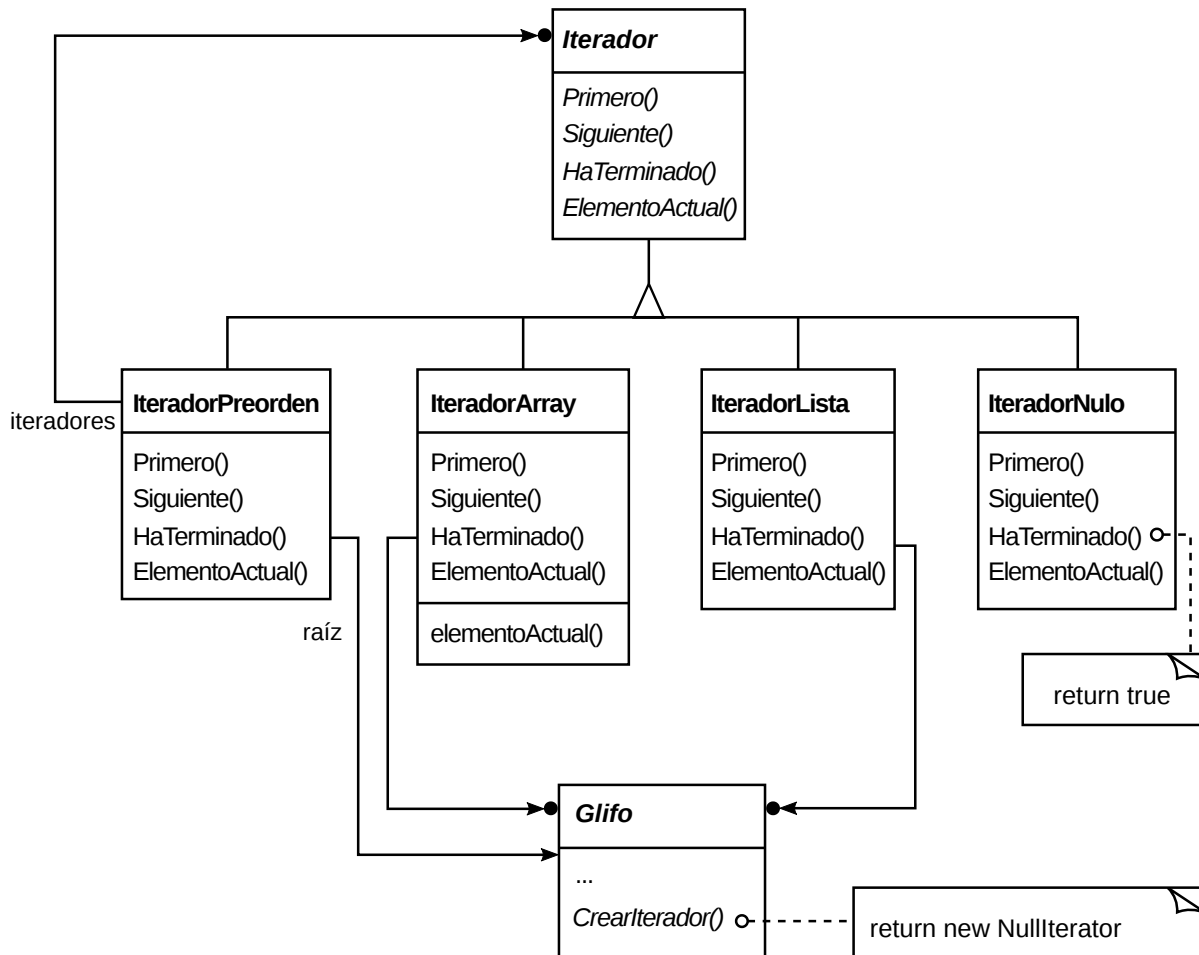 Iterador
Primero()
Siguiente()
HaTerminado()
ElementoActual()
iteradores
IteradorPreorden
Primero()
Siguiente()
HaTerminado()
ElementoActual()
raíz
IteradorArray
Primero()
Siguiente()
HaTerminado()
ElementoActual()
elementoActual()
IteradorLista
Primero()
Siguiente()
HaTerminado()
ElementoActual()
IteradorNulo
Primero()
Siguiente()
HaTerminado()
ElementoActual()
return true
Glifo
...
CrearIterador()
return new NullIterator